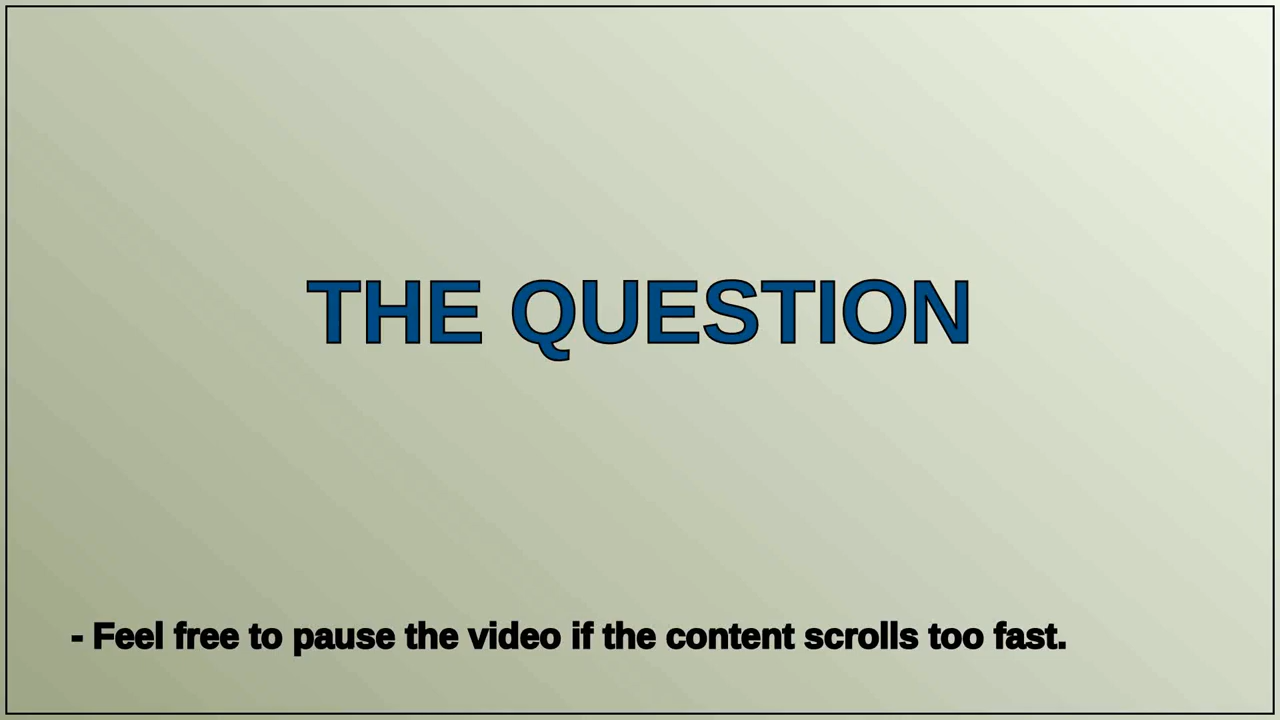 THE QUESTION
- Feel free to pause the video if the content scrolls too fast.